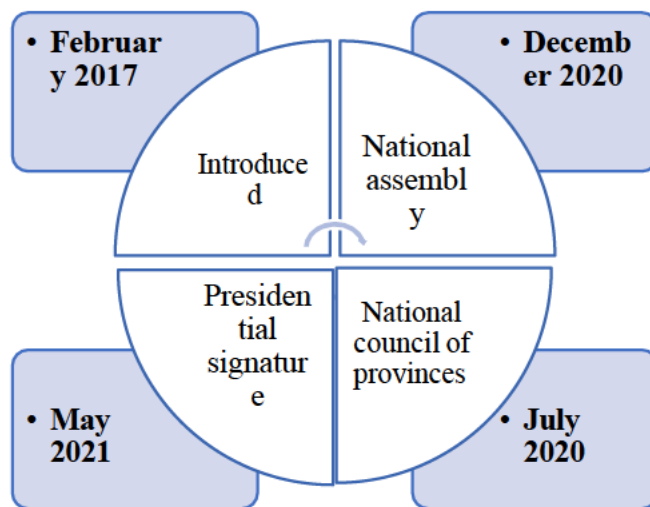 • Februar
y 2017
• Decemb
er 2020
Introduce
d
National
assembl
y
Presiden
tial
signatur
e
National
council of
provinces
• May
2021
• July
2020